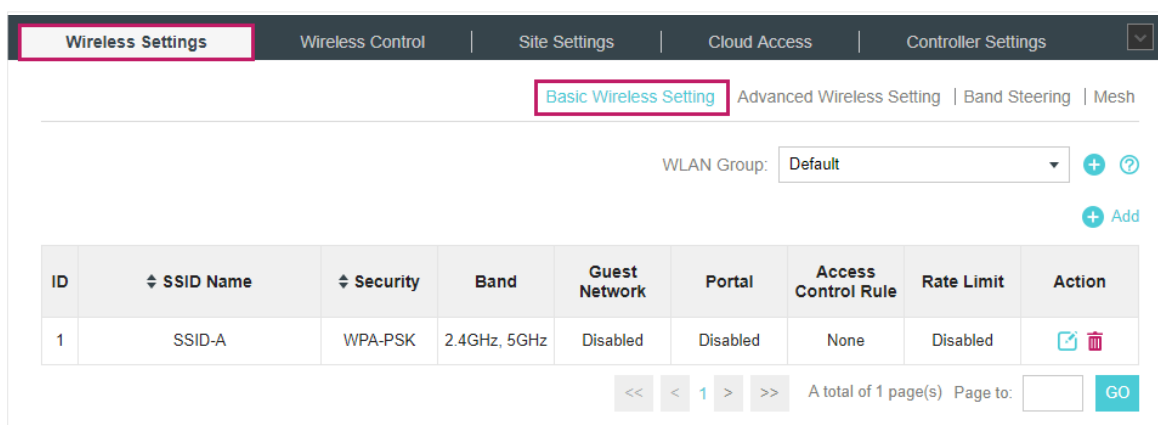 Wireless Settings Wireless Control | Site Settings | Cloud Access | Controller Settings
Basic Wireless Setting Advanced Wireless Setting | Band Steering | Mesh
WLAN Group: Default
Add
ID SSID Name Security Band Guest Network Portal Access Control Rule Rate Limit Action
1 SSID-A WPA-PSK 2.4GHz, 5GHz Disabled Disabled None Disabled
<< < 1 > >> A total of 1 page(s) Page to: GO